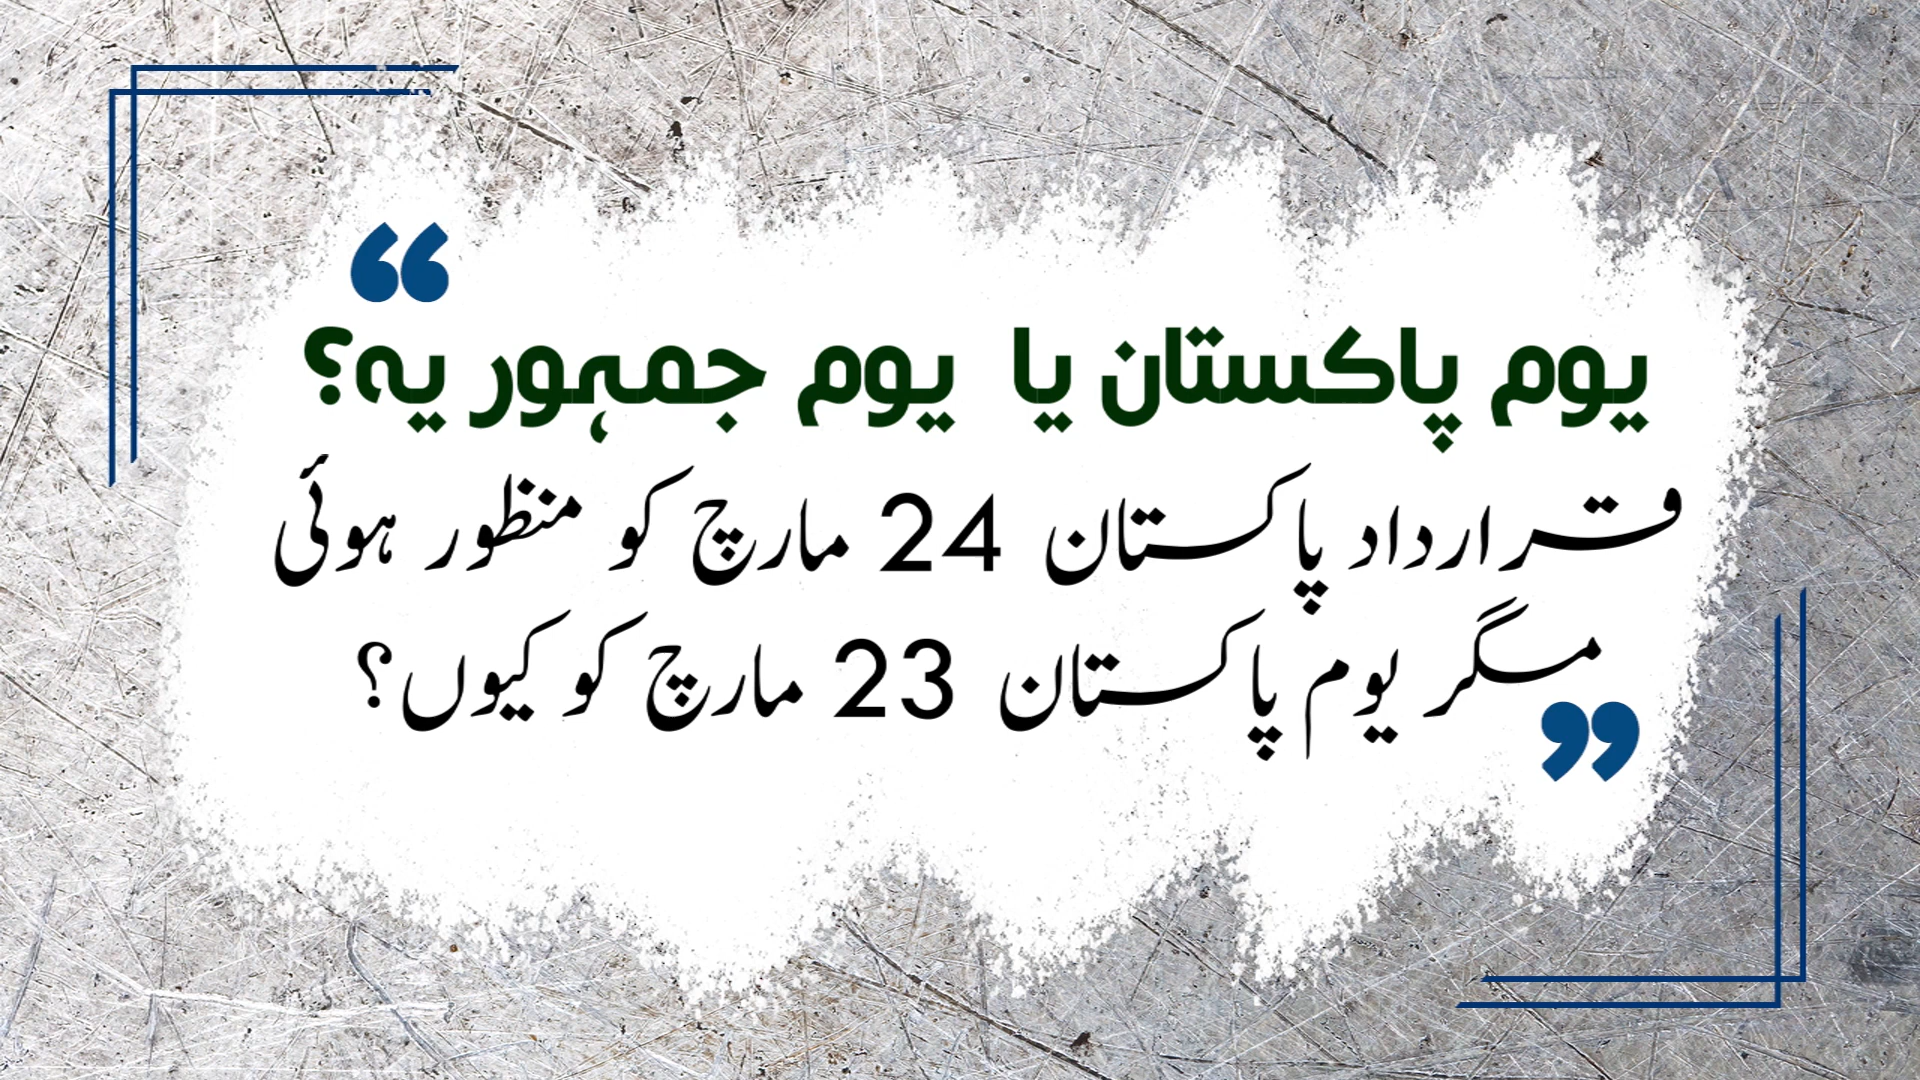 یوم پاکستان یا یوم جمہوریہ؟
قرارداد پاکستان 24 مارچ کو منظور ہوئی
مگر یوم پاکستان 23 مارچ کو کیوں؟